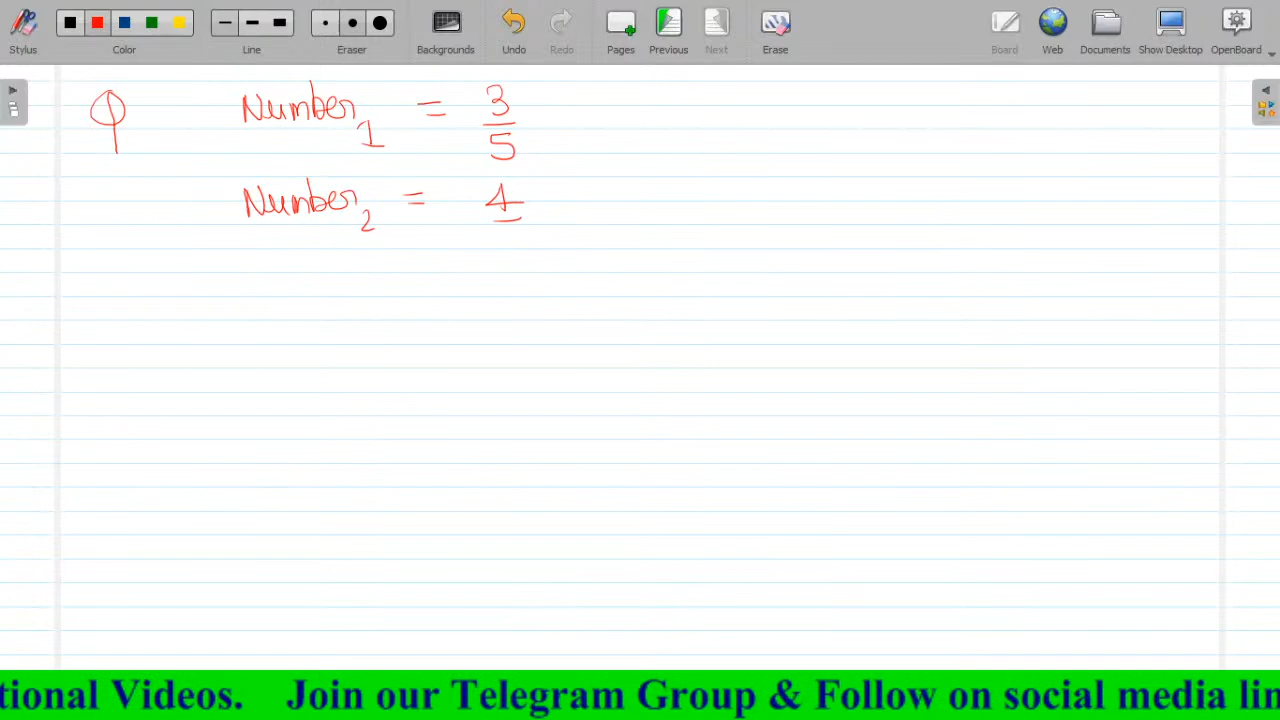 Stylus Color Line Eraser Backgrounds Undo Redo Pages Previous Next Erase Board Web Documents Show Desktop OpenBoard
Q Number1 = 3/5
Number2 = 4
tional Videos. Join our Telegram Group & Follow on social media lin